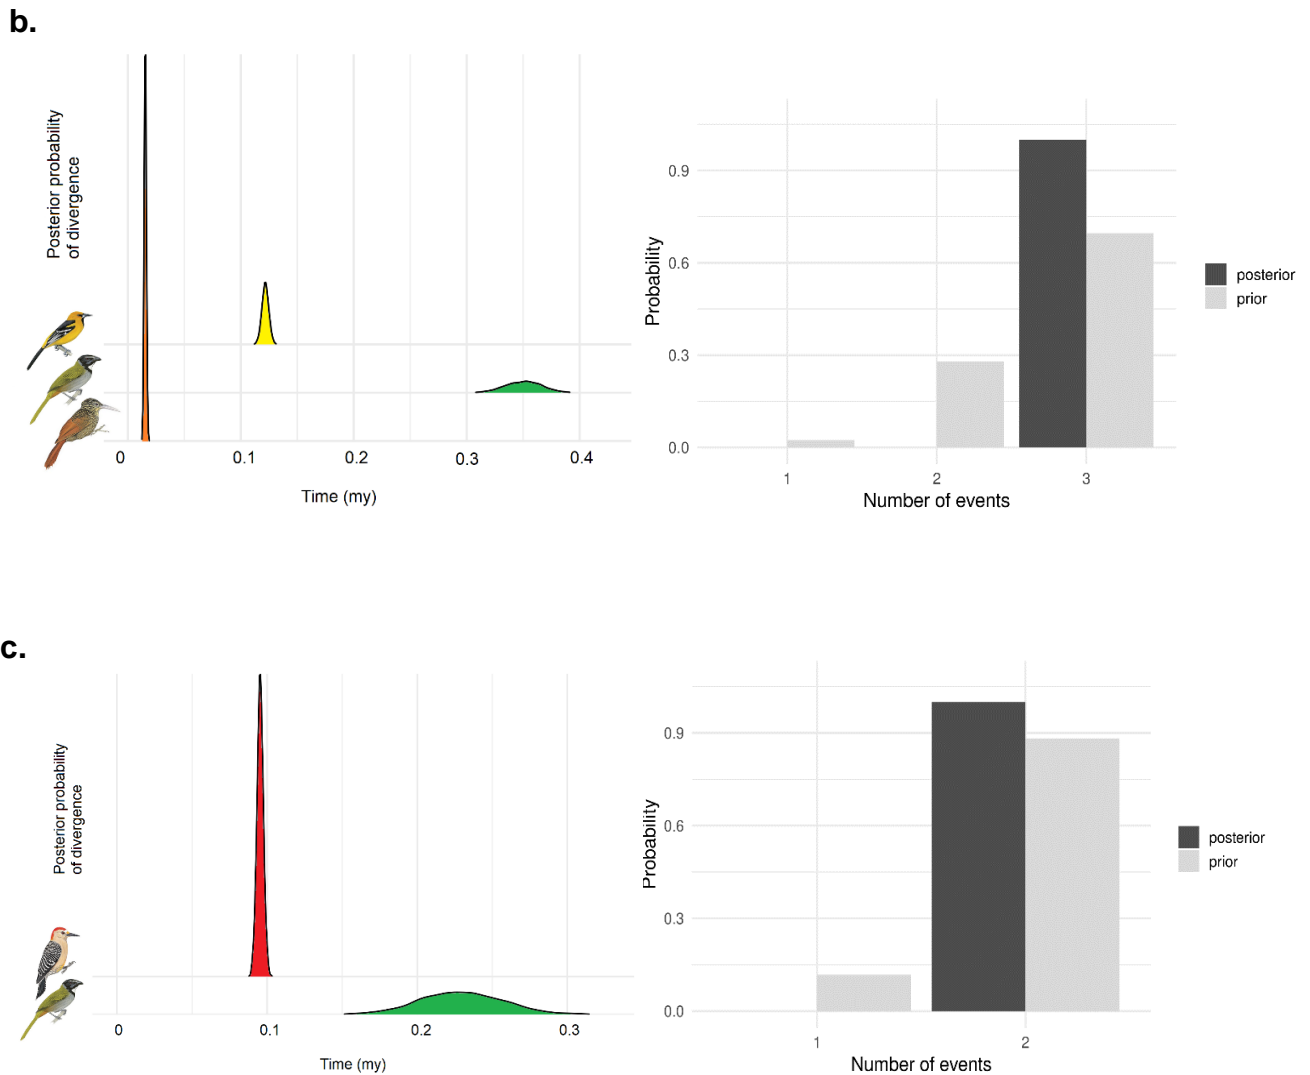 b.
Posterior probability
of divergence
0 0.1 0.2 0.3 0.4
Time (my)
Probability
0.9
0.6
0.3
0.0
1 2 3
Number of events
posterior
prior
c.
Posterior probability
of divergence
0 0.1 0.2 0.3
Time (my)
Probability
0.9
0.6
0.3
0.0
1 2
Number of events
posterior
prior